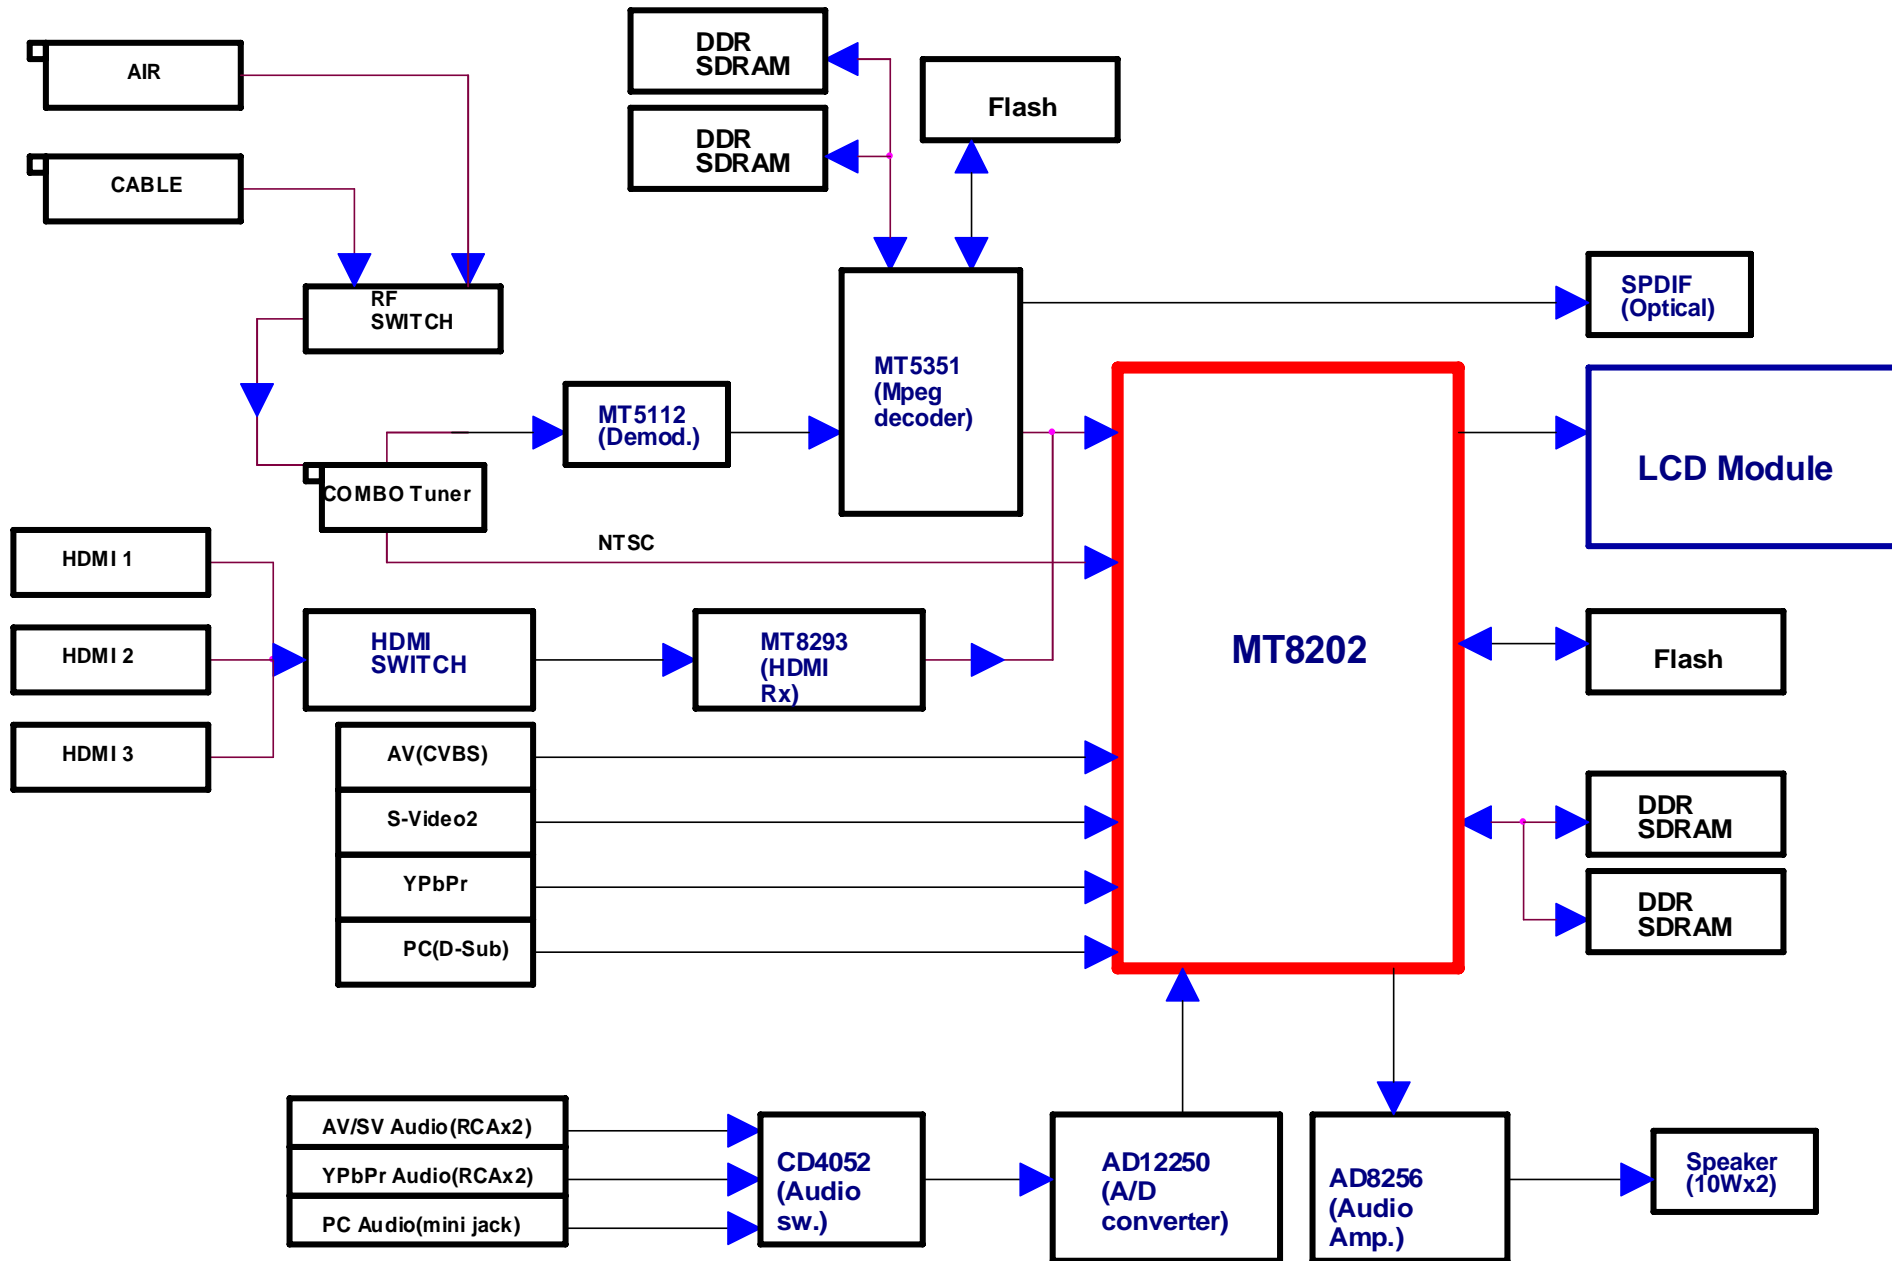 AIR
CABLE
RF
SWITCH
DDR
SDRAM
DDR
SDRAM
Flash
MT5351
(Mpeg
decoder)
SPDIF
(Optical)
MT5112
(Demod.)
COMBO Tuner
NTSC
LCD Module
HDMI 1
HDMI 2
HDMI 3
HDMI
SWITCH
MT8293
(HDMI
Rx)
MT8202
Flash
AV(CVBS)
S-Video2
YPbPr
PC(D-Sub)
DDR
SDRAM
DDR
SDRAM
AV/SV Audio(RCAx2)
YPbPr Audio(RCAx2)
PC Audio(mini jack)
CD4052
(Audio
sw.)
AD12250
(A/D
converter)
AD8256
(Audio
Amp.)
Speaker
(10Wx2)